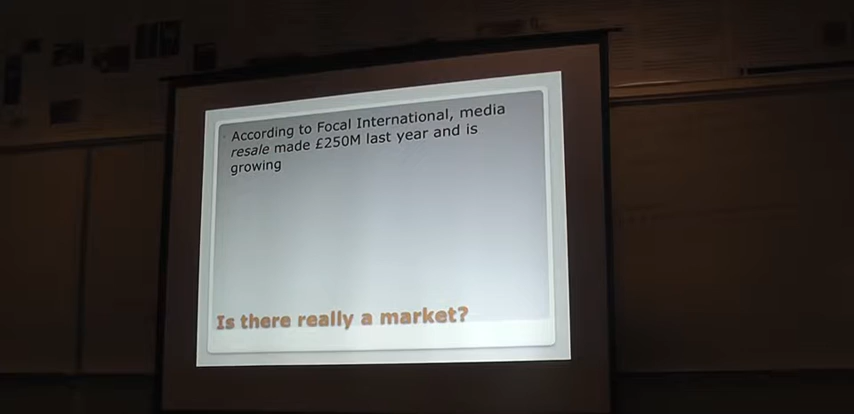 According to Focal International, media
resale made £250M last year and is
growing
Is there really a market?